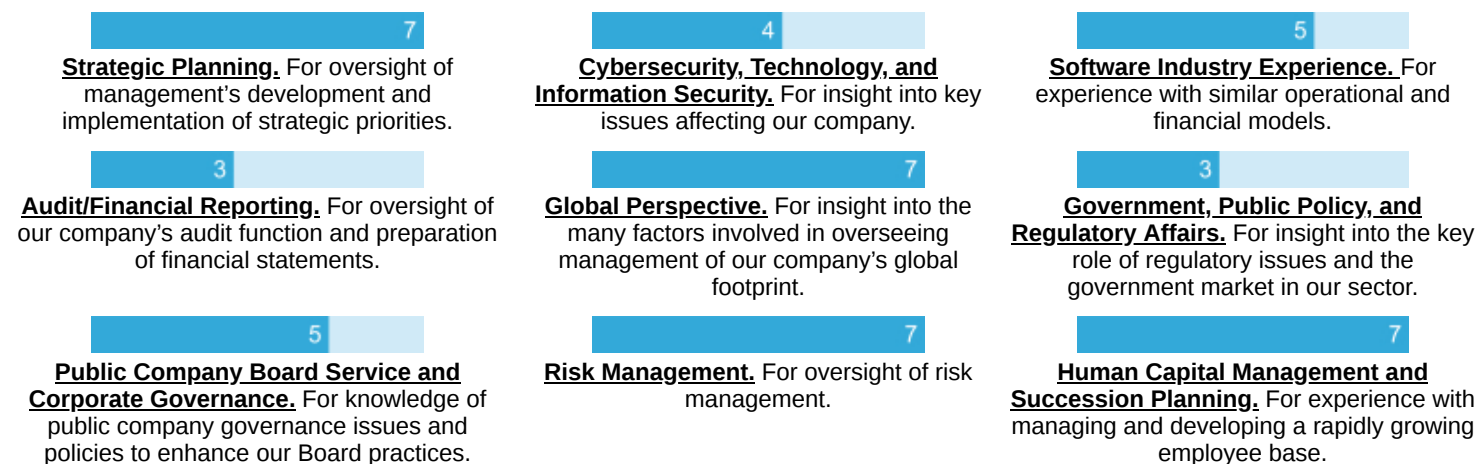 7
Strategic Planning. For oversight of
management’s development and
implementation of strategic priorities.
4
Cybersecurity, Technology, and
Information Security. For insight into key
issues affecting our company.
5
Software Industry Experience. For
experience with similar operational and
financial models.
3
Audit/Financial Reporting. For oversight of
our company’s audit function and preparation
of financial statements.
7
Global Perspective. For insight into the
many factors involved in overseeing
management of our company’s global
footprint.
3
Government, Public Policy, and
Regulatory Affairs. For insight into the key
role of regulatory issues and the
government market in our sector.
5
Public Company Board Service and
Corporate Governance. For knowledge of
public company governance issues and
policies to enhance our Board practices.
7
Risk Management. For oversight of risk
management.
7
Human Capital Management and
Succession Planning. For experience with
managing and developing a rapidly growing
employee base.